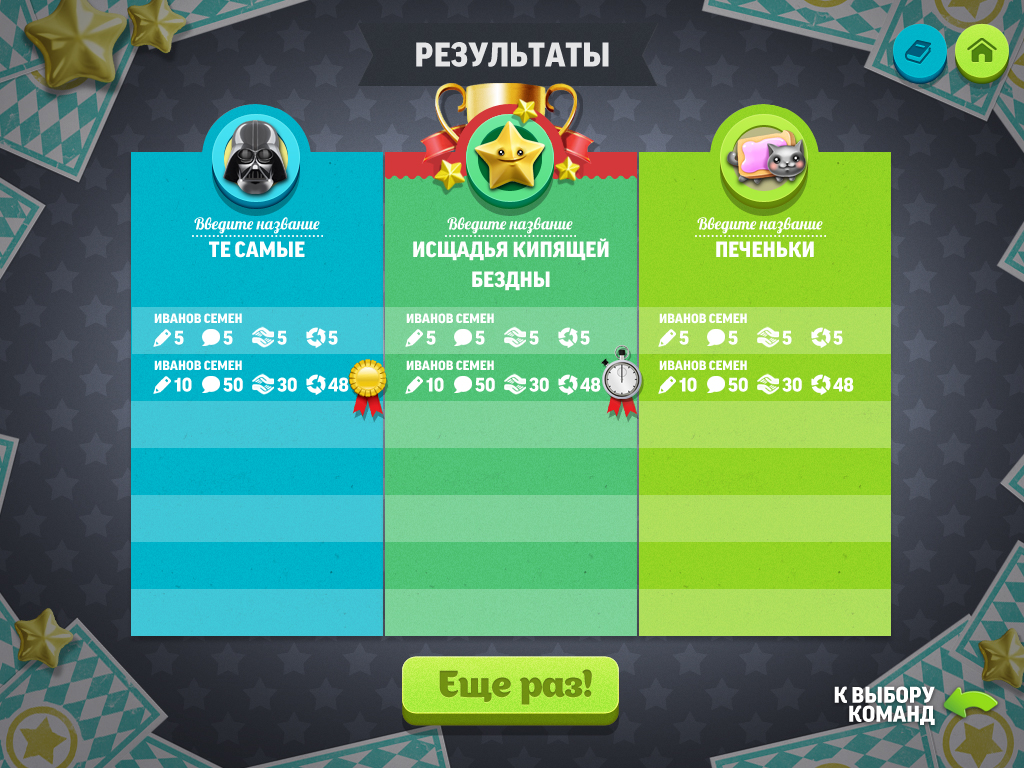 РЕЗУЛЬТАТЫ
Введите название
ТЕ САМЫЕ
ИВАНОВ СЕМЕН
5 5 5 5
ИВАНОВ СЕМЕН
10 50 30 48
Введите название
ИСЩАДЬЯ КИПЯЩЕЙ
БЕЗДНЫ
ИВАНОВ СЕМЕН
5 5 5 5
ИВАНОВ СЕМЕН
10 50 30 48
Введите название
ПЕЧЕНЬКИ
ИВАНОВ СЕМЕН
5 5 5 5
ИВАНОВ СЕМЕН
10 50 30 48
Еще раз!
К ВЫБОРУ
КОМАНД